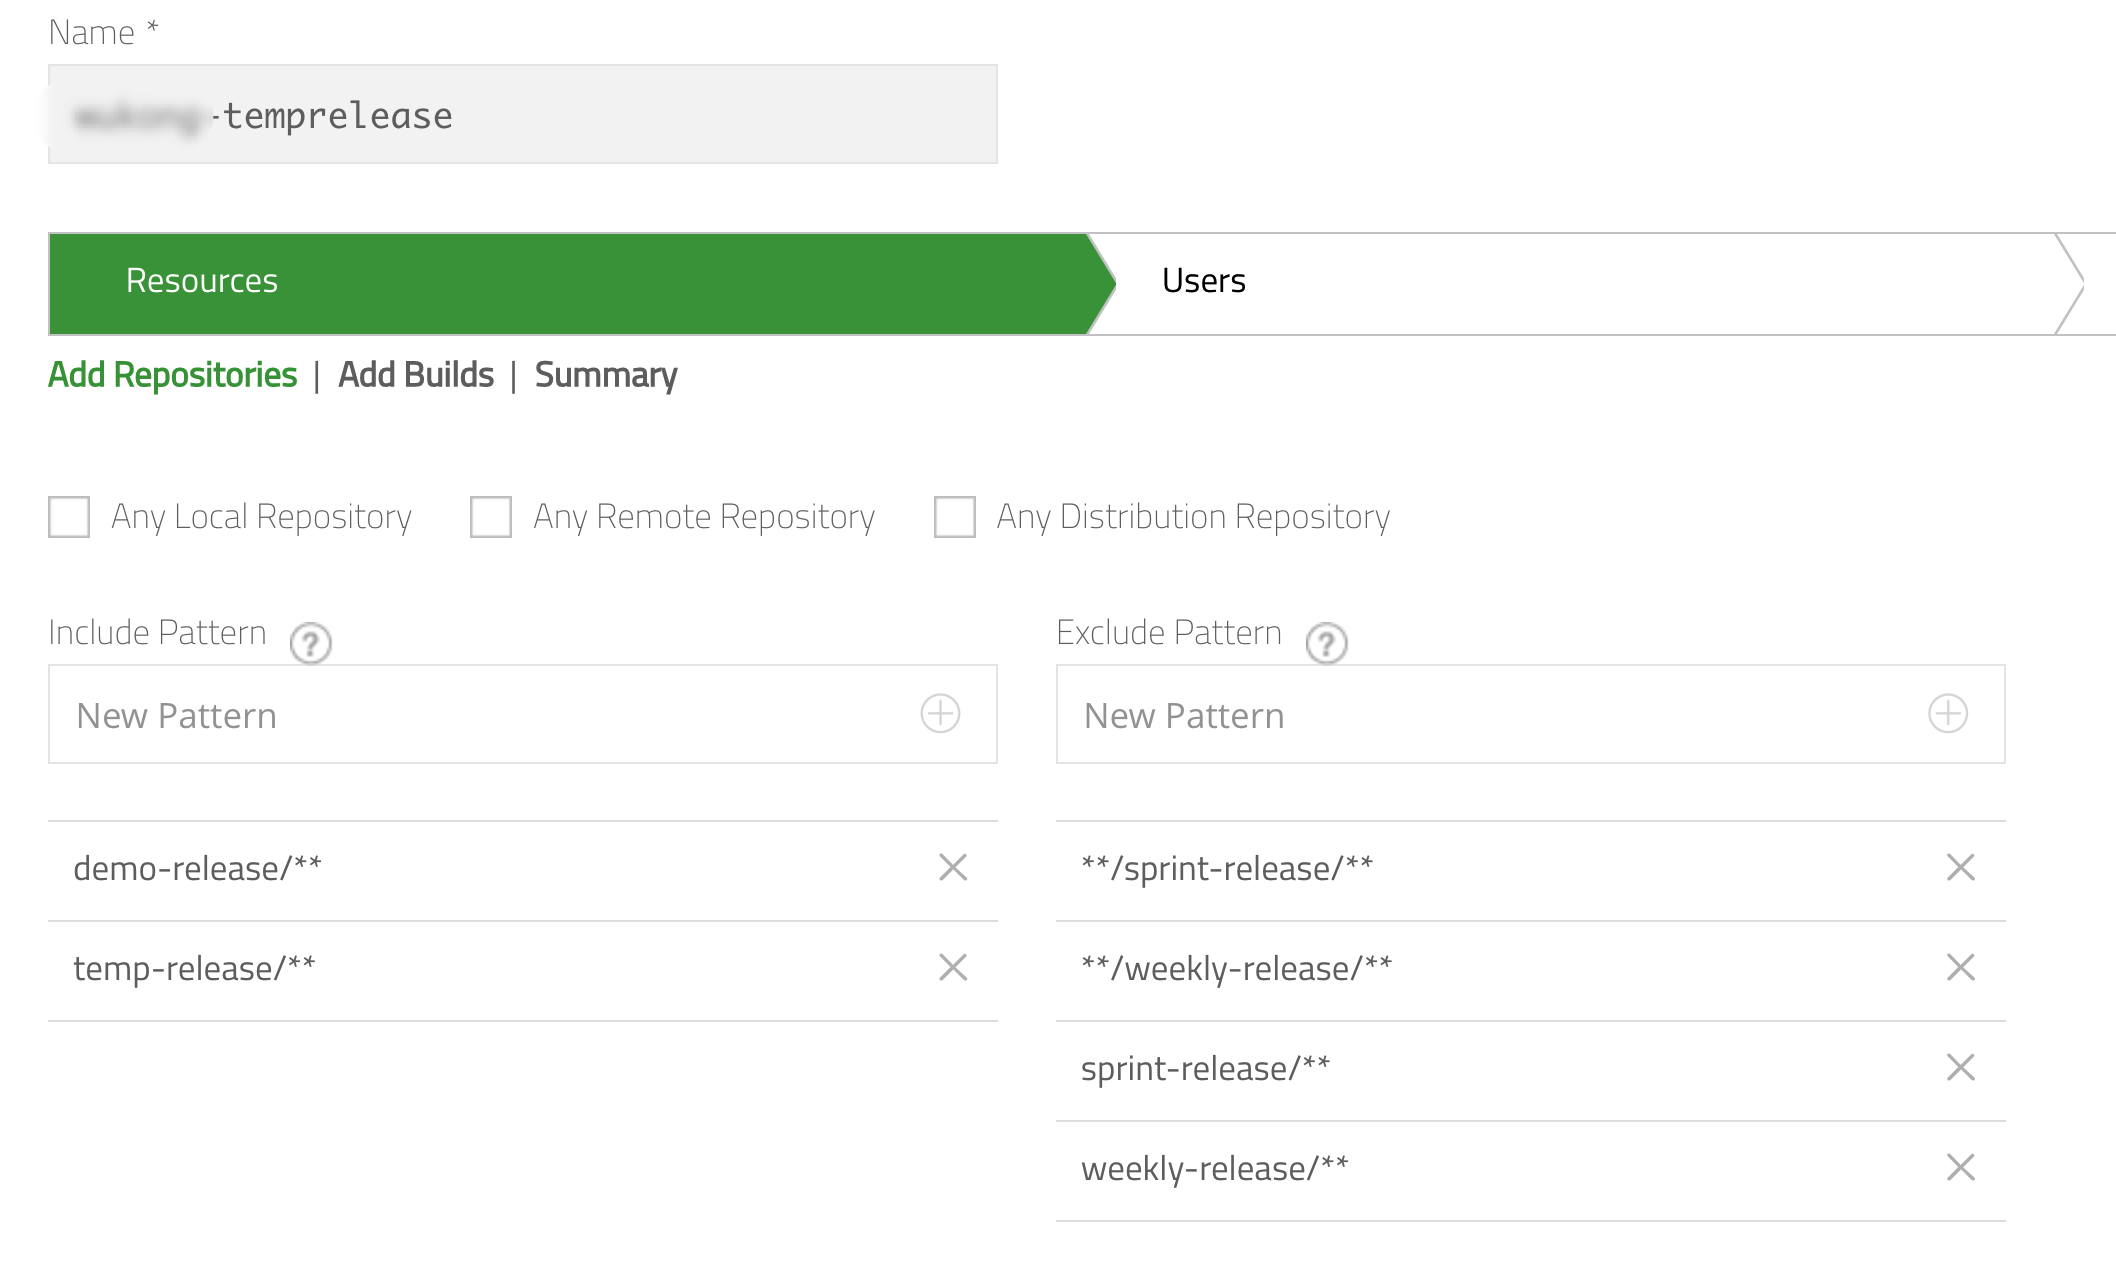 Name *
-temprelease
Resources
Users
Add Repositories | Add Builds | Summary
Any Local Repository
Any Remote Repository
Any Distribution Repository
Include Pattern ?
Exclude Pattern ?
New Pattern
New Pattern
demo-release/**
**/sprint-release/**
temp-release/**
**/weekly-release/**
sprint-release/**
weekly-release/**